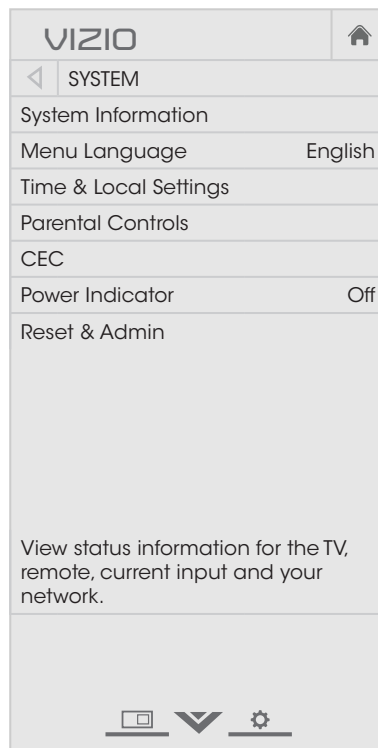 VIZIO
SYSTEM
System Information
Menu Language English
Time & Local Settings
Parental Controls
CEC
Power Indicator Off
Reset & Admin
View status information for the TV,
remote, current input and your
network.